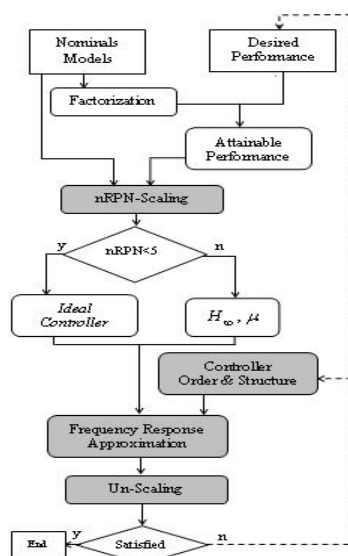 Nominals
Models
Desired
Performance
Factorization
Attainable
Performance
nRPN-Scaling
y
nRPN<5
n
Ideal
Controller
H∞, μ
Controller
Order & Structure
Frequency Response
Approximation
Un-Scaling
End
y
Satisfied
n